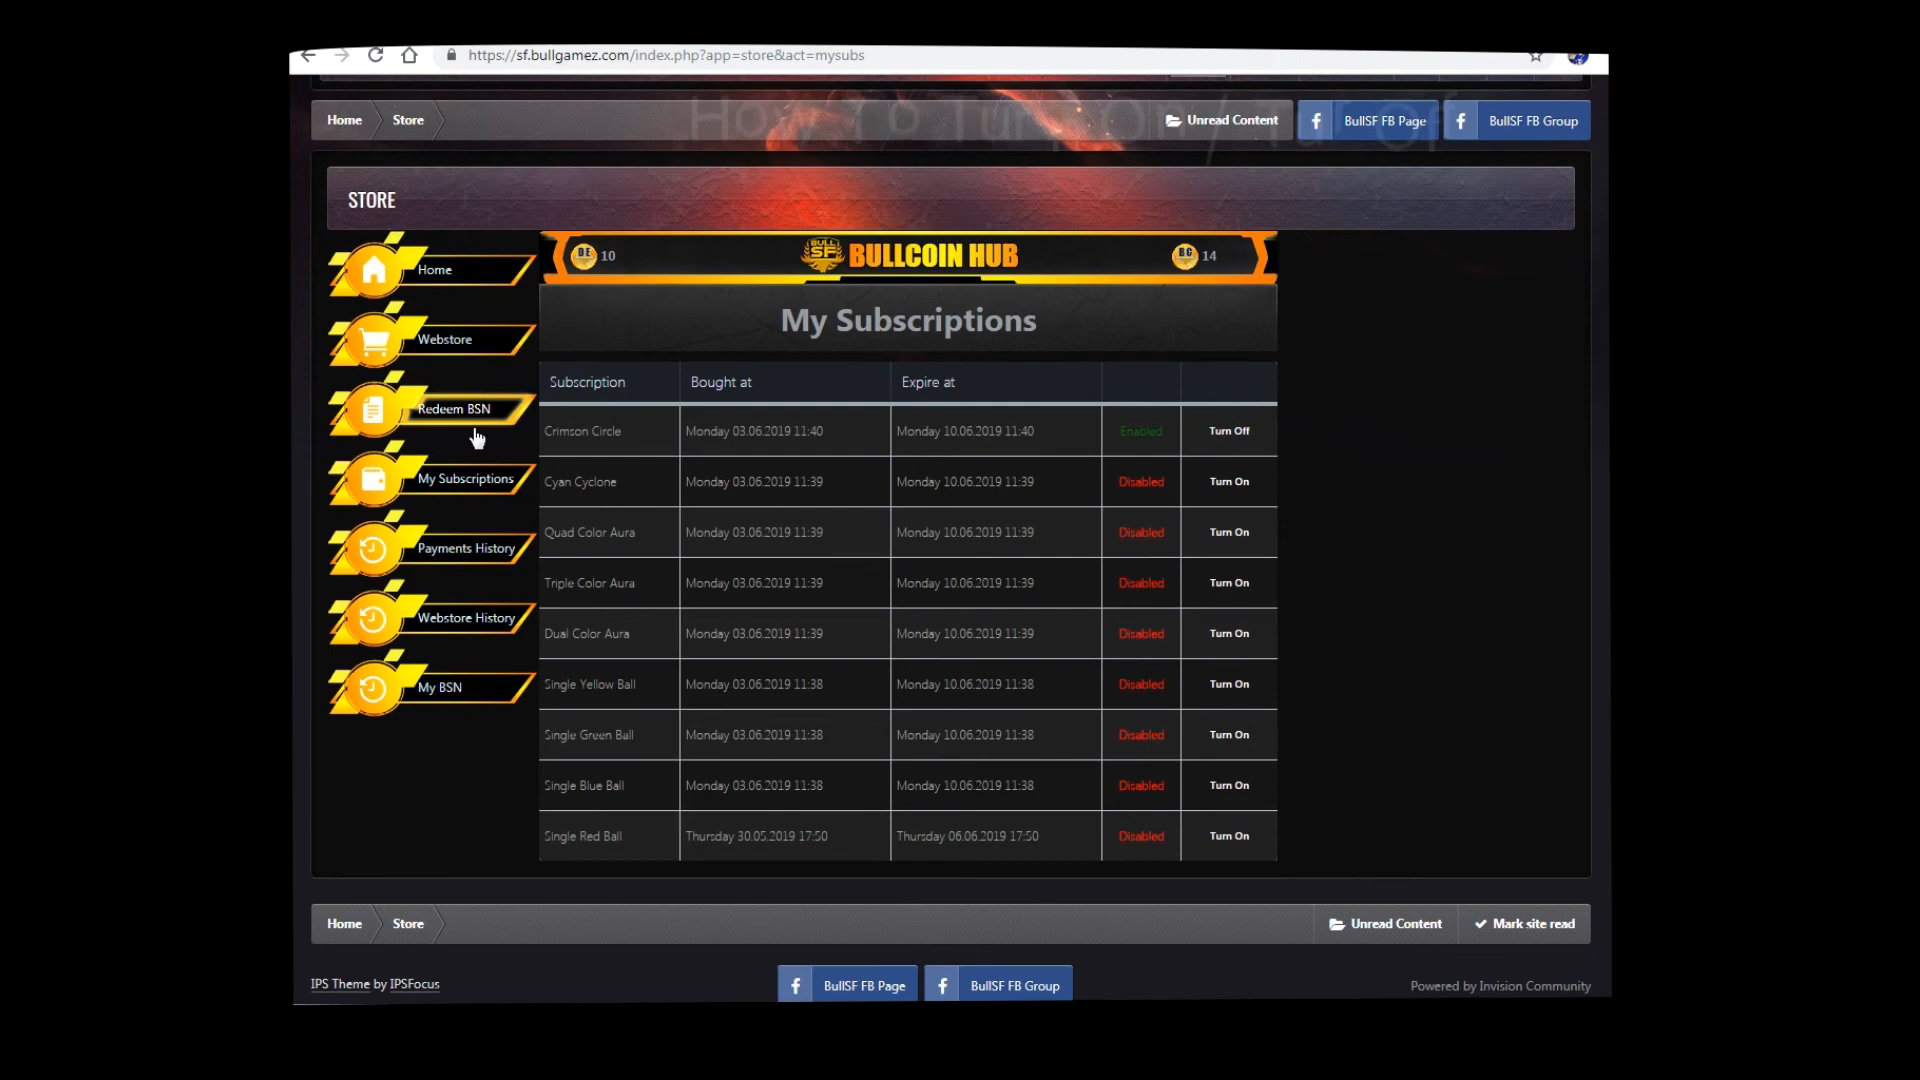 https://sf.bullgamez.com/index.php?app=store&act=mysubs
How To Turn On / Tur Of
Home Store Unread Content BullSF FB Page BullSF FB Group
STORE
Home
Webstore
Redeem BSN
My Subscriptions
Payments History
Webstore History
My BSN
DE 10 BULL SF BULLCOIN HUB BG 14
My Subscriptions
Subscription Bought at Expire at
Crimson Circle Monday 03.06.2019 11:40 Monday 10.06.2019 11:40 Enabled Turn Off
Cyan Cyclone Monday 03.06.2019 11:39 Monday 10.06.2019 11:39 Disabled Turn On
Quad Color Aura Monday 03.06.2019 11:39 Monday 10.06.2019 11:39 Disabled Turn On
Triple Color Aura Monday 03.06.2019 11:39 Monday 10.06.2019 11:39 Disabled Turn On
Dual Color Aura Monday 03.06.2019 11:39 Monday 10.06.2019 11:39 Disabled Turn On
Single Yellow Ball Monday 03.06.2019 11:38 Monday 10.06.2019 11:38 Disabled Turn On
Single Green Ball Monday 03.06.2019 11:38 Monday 10.06.2019 11:38 Disabled Turn On
Single Blue Ball Monday 03.06.2019 11:38 Monday 10.06.2019 11:38 Disabled Turn On
Single Red Ball Thursday 30.05.2019 17:50 Thursday 06.06.2019 17:50 Disabled Turn On
Home Store Unread Content Mark site read
IPS Theme by IPSFocus BullSF FB Page BullSF FB Group Powered by Invision Community